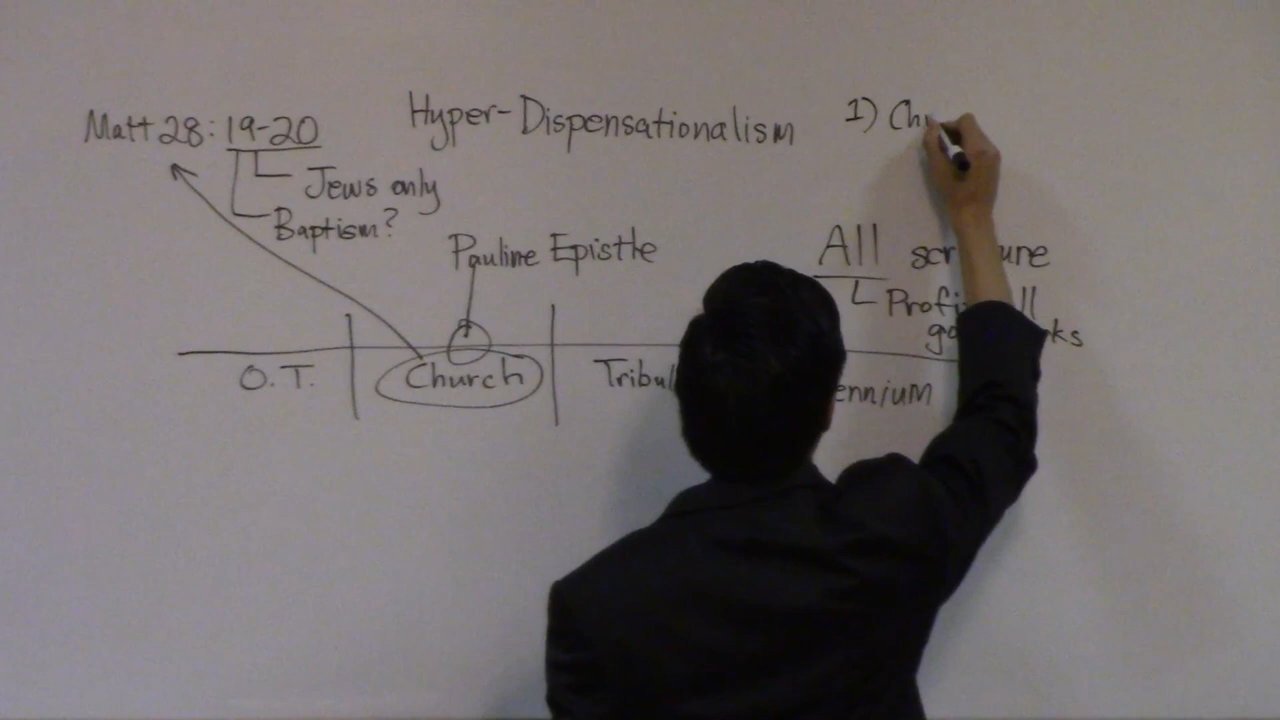 Matt 28: 19-20
Jews only
Baptism?
Hyper-Dispensationalism
1)
Pauline Epistle
All
O.T.
Church